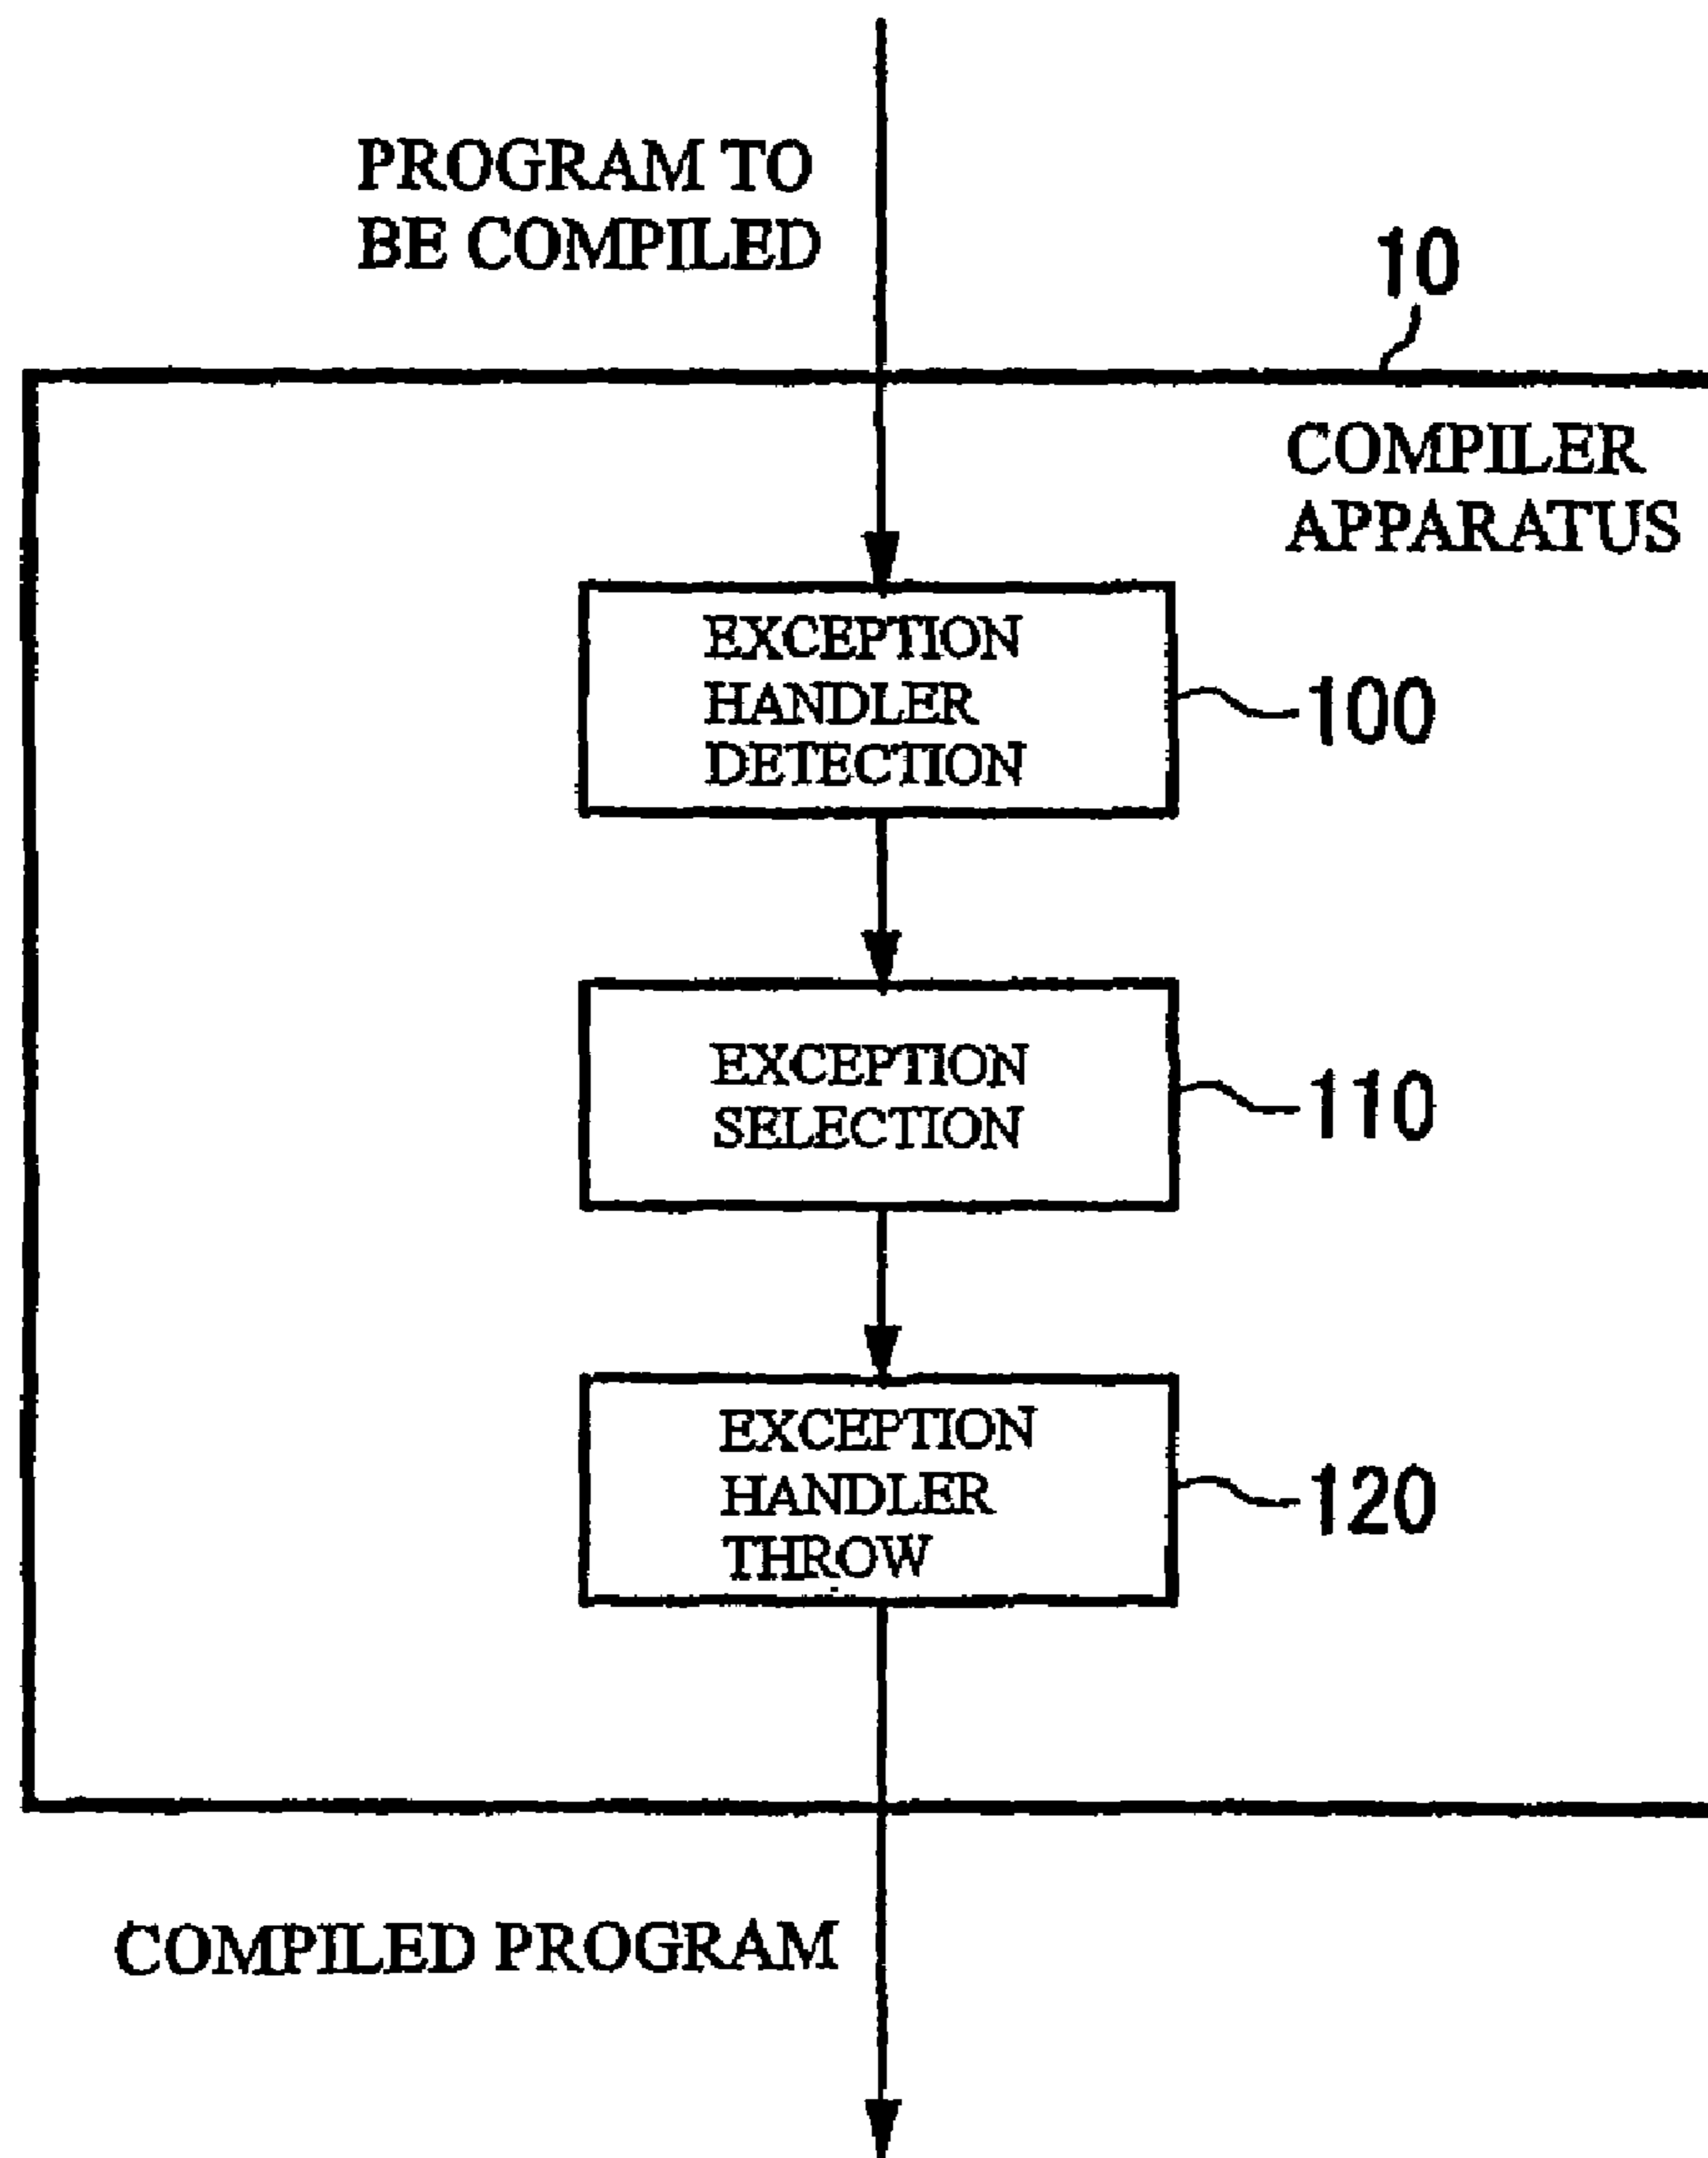 PROGRAM TO
BE COMPILED
10
COMPILER
APPARATUS
EXCEPTION
HANDLER
DETECTION
100
EXCEPTION
SELECTION
110
EXCEPTION
HANDLER
THROW
120
COMPILED PROGRAM